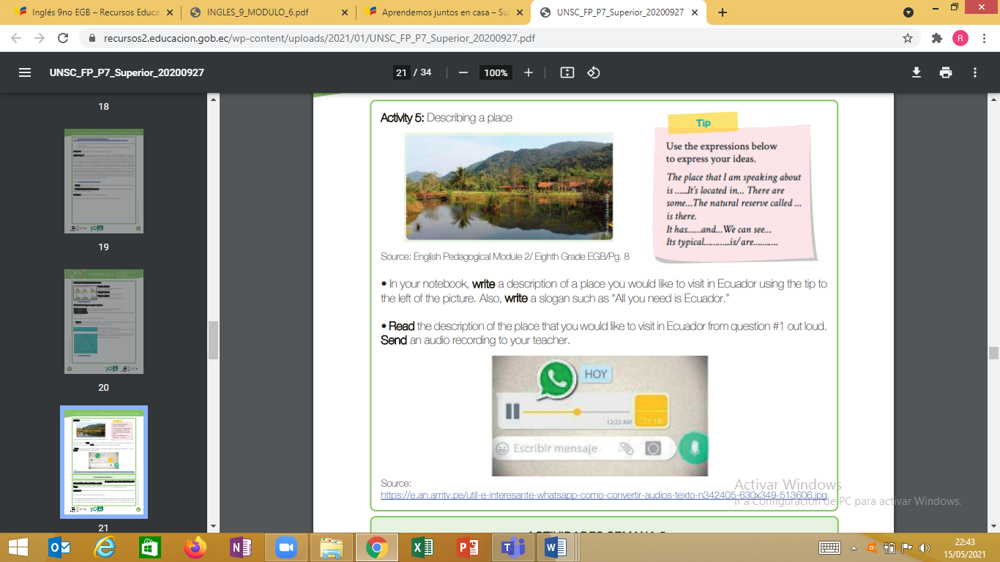 Inglés 9no EGB – Recursos Educa
INGLES_9_MODULO_6.pdf
Aprendemos juntos en casa – Su
UNSC_FP_P7_Superior_20200927
recursos2.educacion.gob.ec/wp-content/uploads/2021/01/UNSC_FP_P7_Superior_20200927.pdf
R
UNSC_FP_P7_Superior_20200927
21 / 34
100%
18
19
20
21
Activity 5: Describing a place
Tip
Use the expressions below
to express your ideas.
The place that I am speaking about
is ......It's located in... There are
some...The natural reserve called ...
is there.
It has......and...We can see...
Its typical...........is/ are..........
Source: English Pedagogical Module 2/ Eighth Grade EGB/Pg. 8
• In your notebook, write a description of a place you would like to visit in Ecuador using the tip to
the left of the picture. Also, write a slogan such as “All you need is Ecuador.”
• Read the description of the place that you would like to visit in Ecuador from question #1 out loud.
Send an audio recording to your teacher.
HOY
01:16
Escribir mensaje
Source:
https://e.an.amtv.pe/util-e-interesante-whatsapp-como-convertir-audios-texto-n342405-630x349-513606.jpg
Activar Windows
Ir a Configuración de PC para activar Windows.
22:43
15/05/2021